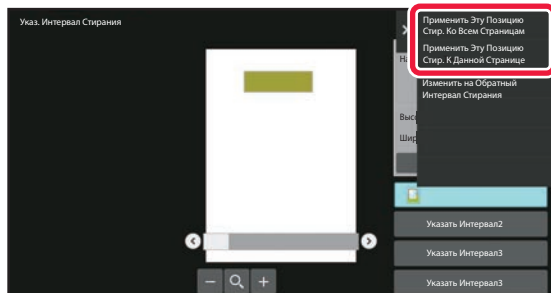 Указ. Интервал Стирания
Применить Эту Позицию
Стир. Ко Всем Страницам
Применить Эту Позицию
Стир. К Данной Странице
Изменить на Обратный
Интервал Стирания
Указать Интервал2
Указать Интервал3
Указать Интервал3